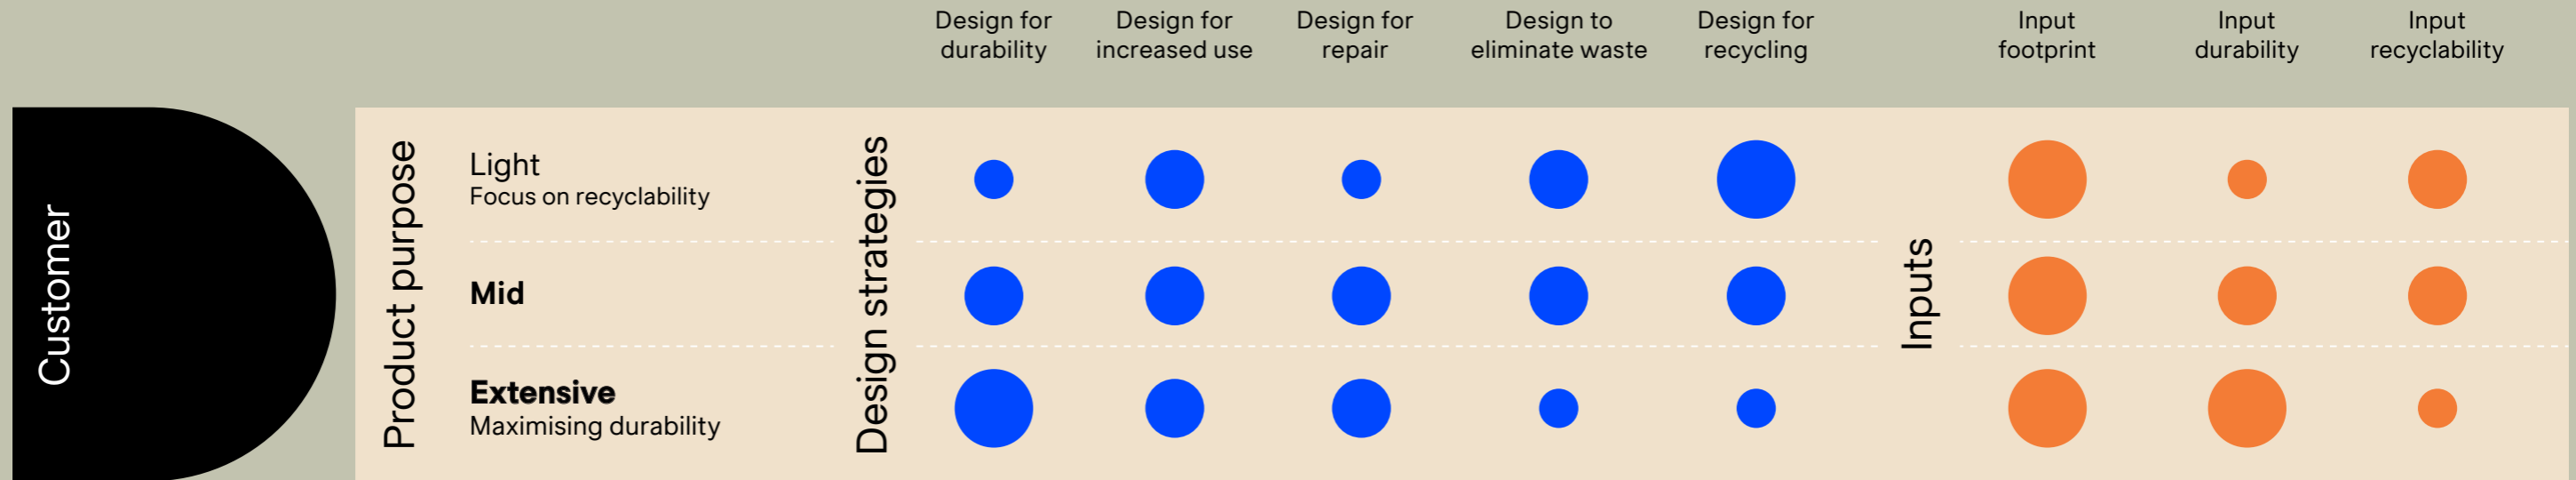 Design for
durability
Design for
increased use
Design for
repair
Design to
eliminate waste
Design for
recycling
Input
footprint
Input
durability
Input
recyclability
Customer
Product purpose
Light
Focus on recyclability
Mid
Extensive
Maximising durability
Design strategies
Inputs